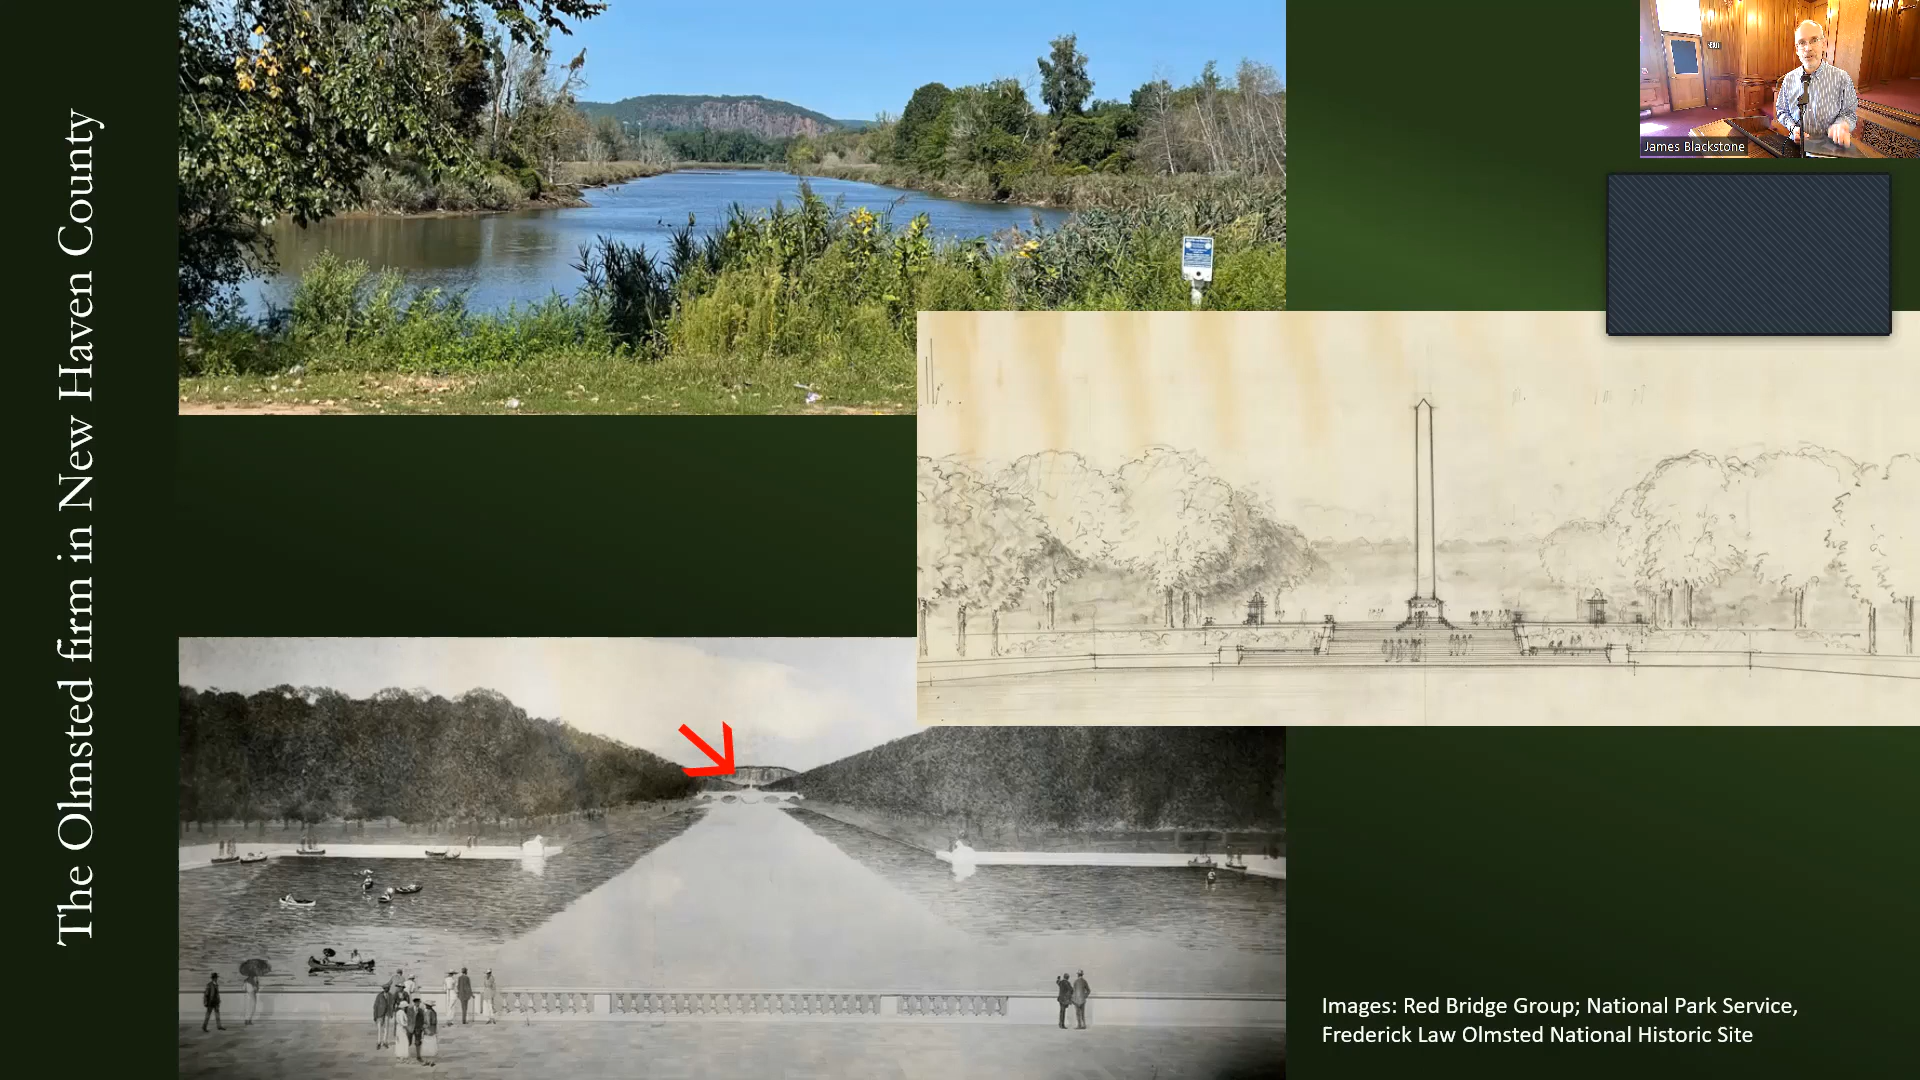 The Olmsted firm in New Haven County
James Blackstone
Images: Red Bridge Group; National Park Service,
Frederick Law Olmsted National Historic Site